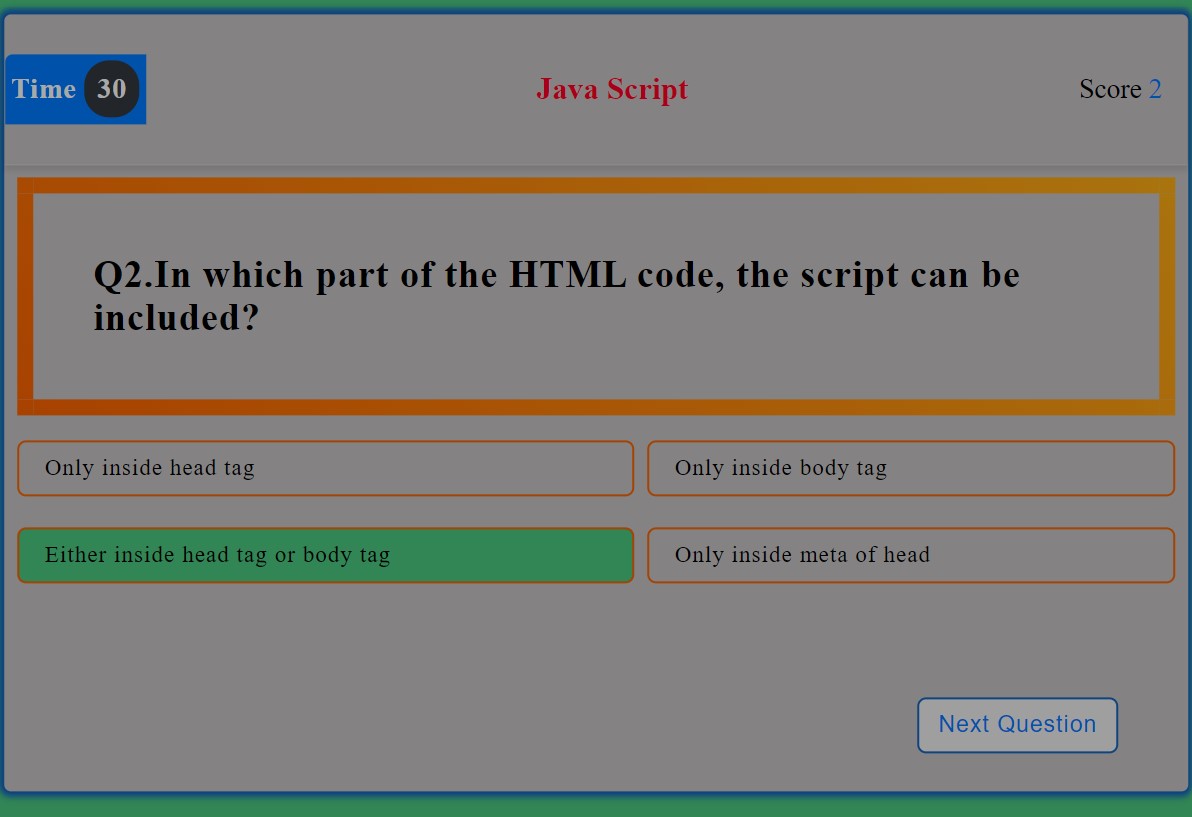 Time 30
Java Script
Score 2
Q2.In which part of the HTML code, the script can be
included?
Only inside head tag
Only inside body tag
Either inside head tag or body tag
Only inside meta of head
Next Question